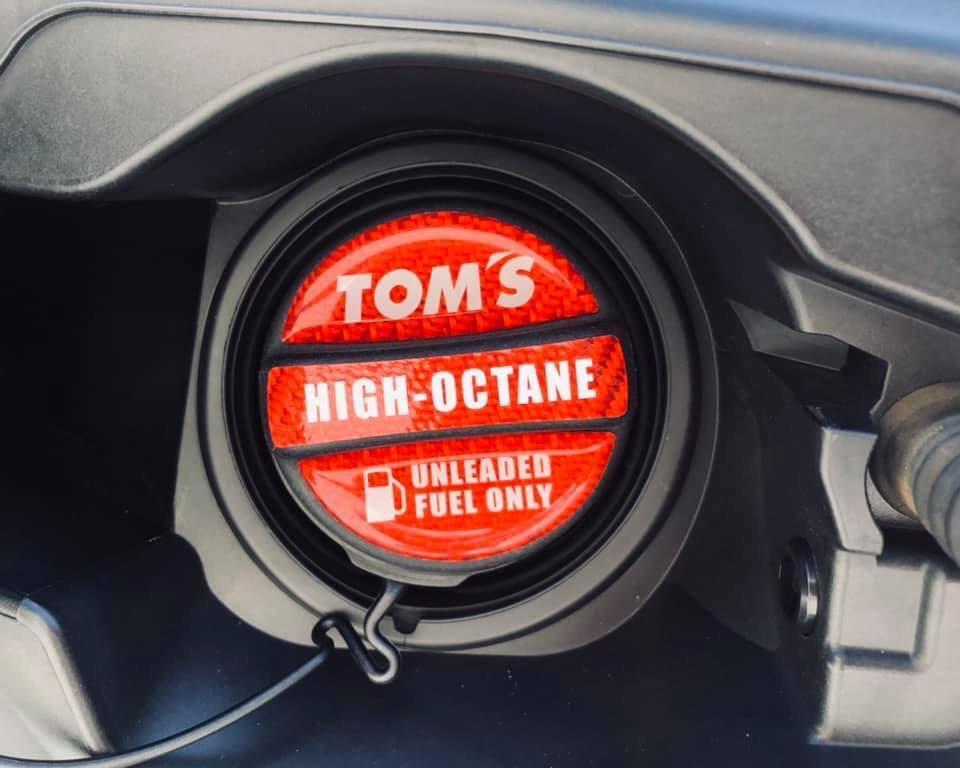 TOM'S
HIGH-OCTANE
UNLEADED
FUEL ONLY